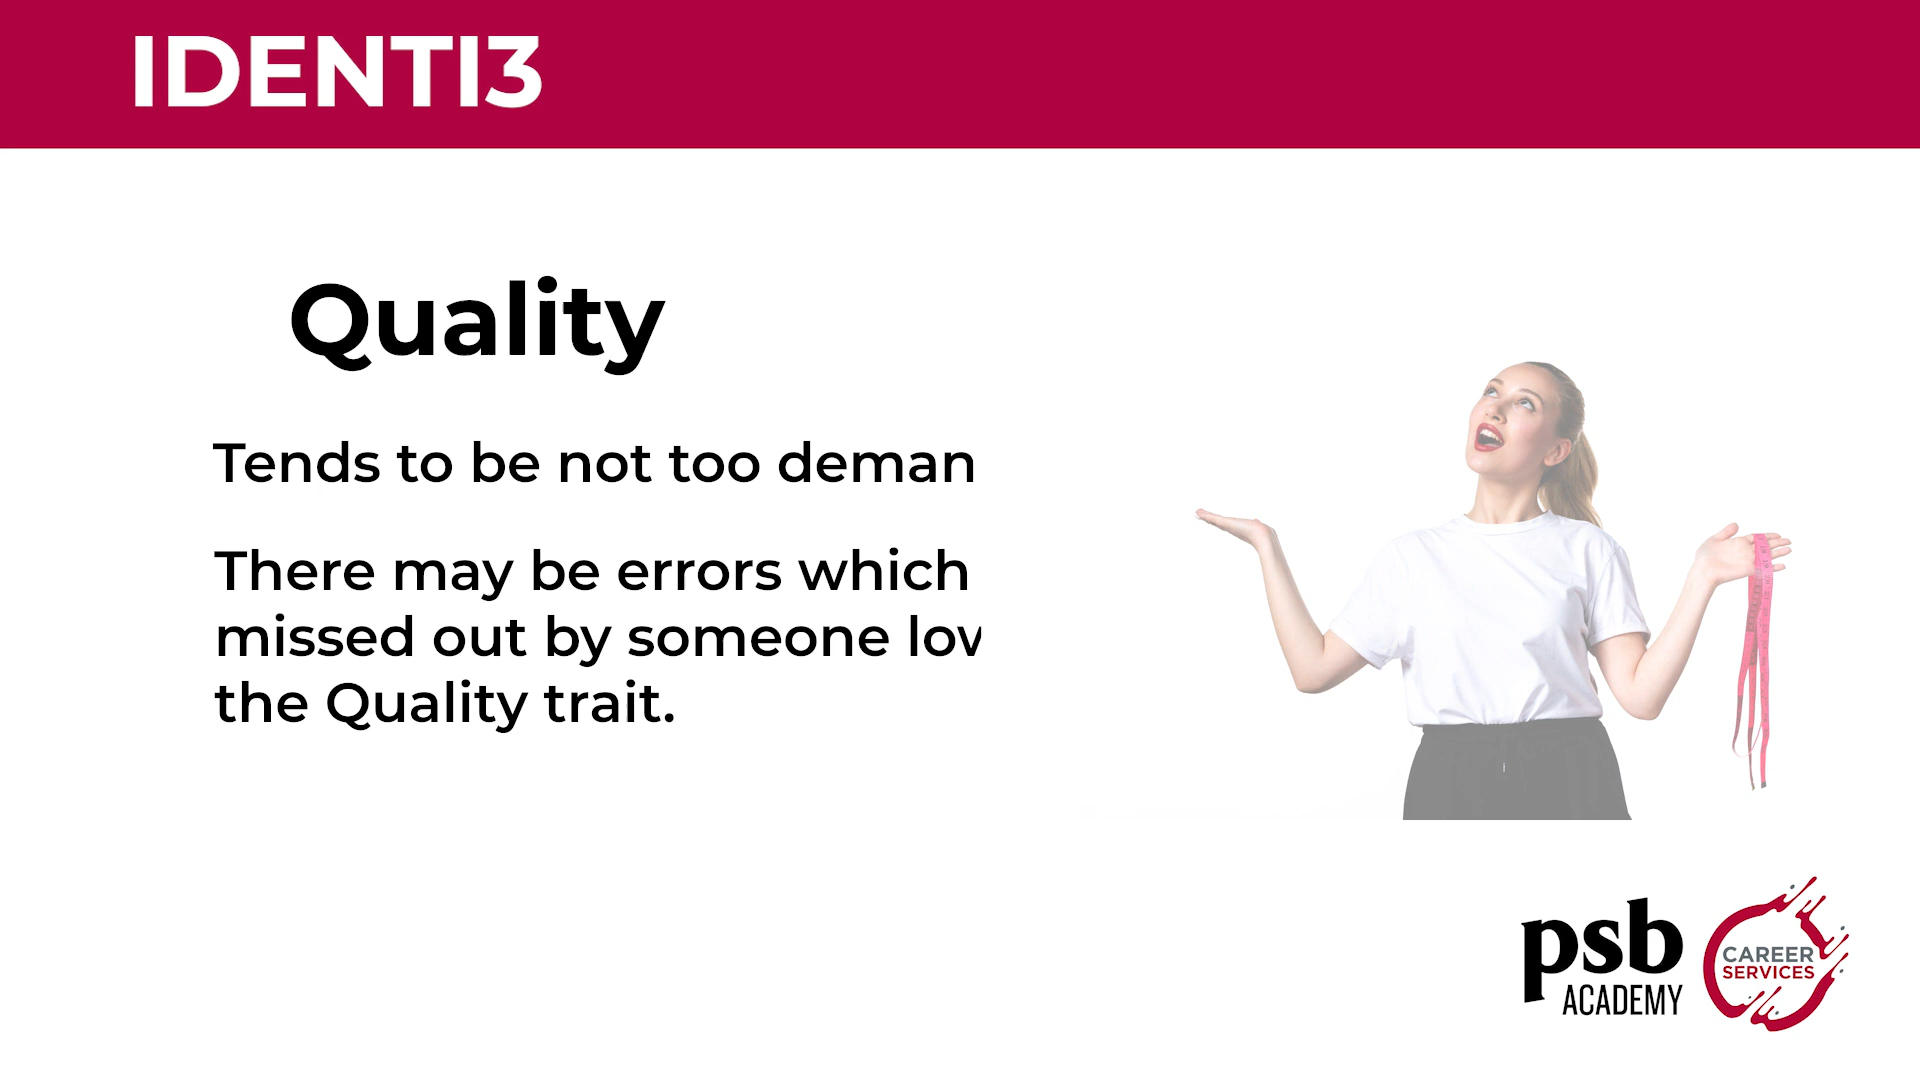 IDENTI3
Quality
Tends to be not too deman
There may be errors which
missed out by someone lov
the Quality trait.
psb
ACADEMY
CAREER
SERVICES